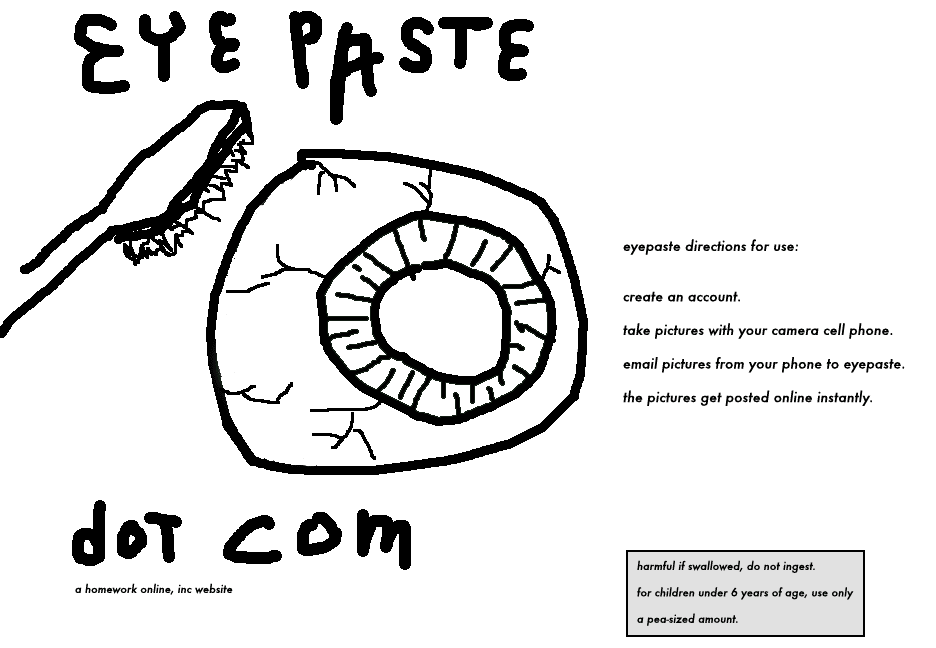 EYE PASTE
eyepaste directions for use:
create an account.
take pictures with your camera cell phone.
email pictures from your phone to eyepaste.
the pictures get posted online instantly.
doT com
a homework online, inc website
harmful if swallowed, do not ingest.
for children under 6 years of age, use only
a pea-sized amount.